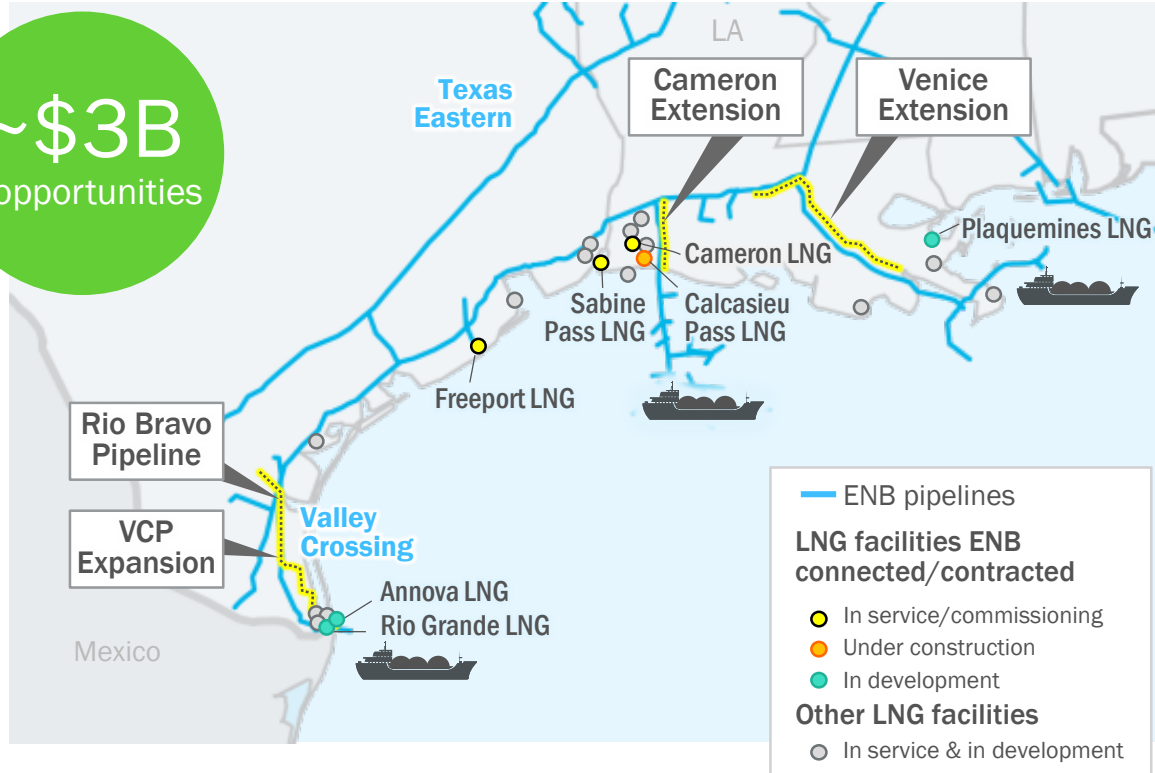 ~$3B
opportunities
LA
Texas
Eastern
Cameron
Extension
Venice
Extension
Plaquemines LNG
Cameron LNG
Sabine
Pass LNG
Calcasieu
Pass LNG
Freeport LNG
Rio Bravo
Pipeline
VCP
Expansion
Valley
Crossing
Annova LNG
Rio Grande LNG
Mexico
ENB pipelines
LNG facilities ENB
connected/contracted
In service/commissioning
Under construction
In development
Other LNG facilities
In service & in development